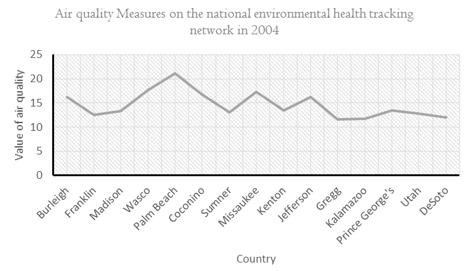 Air quality Measures on the national environmental health tracking
network in 2004
25
20
15
10
5
0
Value of air quality
Burleigh
Franklin
Madison
Wasco
Palm Beach
Coconino
Sumner
Missaukee
Kenton
Jefferson
Gregg
Kalamazoo
Prince George's
Utah
DeSoto
Country